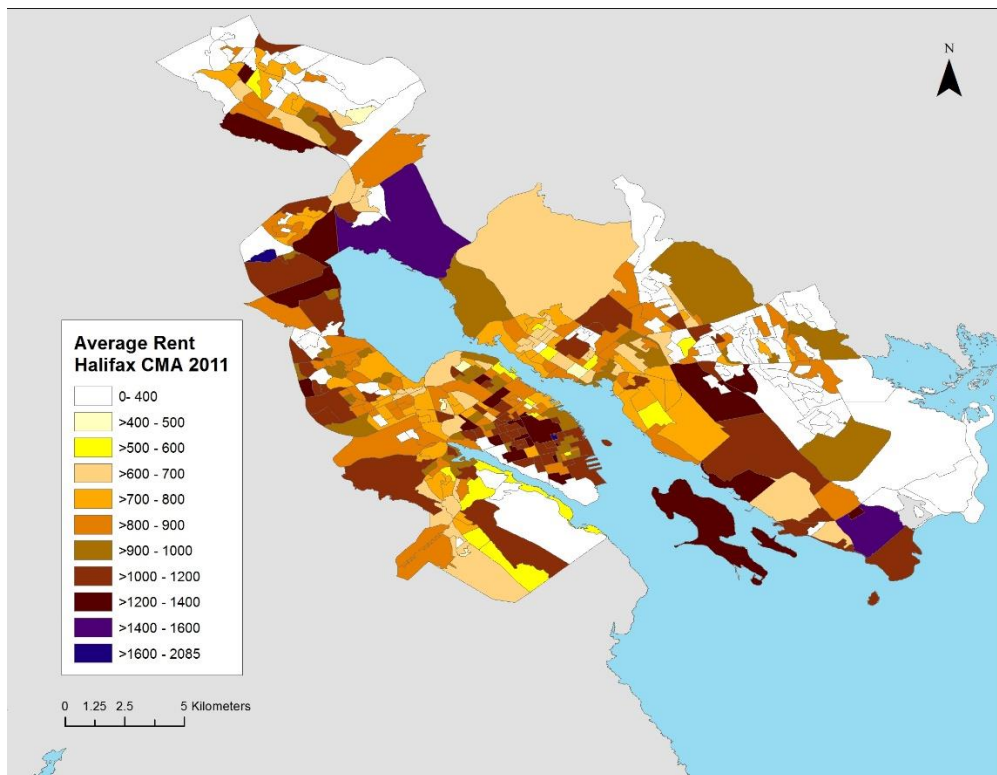 N
Average Rent
Halifax CMA 2011
0- 400
>400 - 500
>500 - 600
>600 - 700
>700 - 800
>800 - 900
>900 - 1000
>1000 - 1200
>1200 - 1400
>1400 - 1600
>1600 - 2085
0 1.25 2.5 5 Kilometers